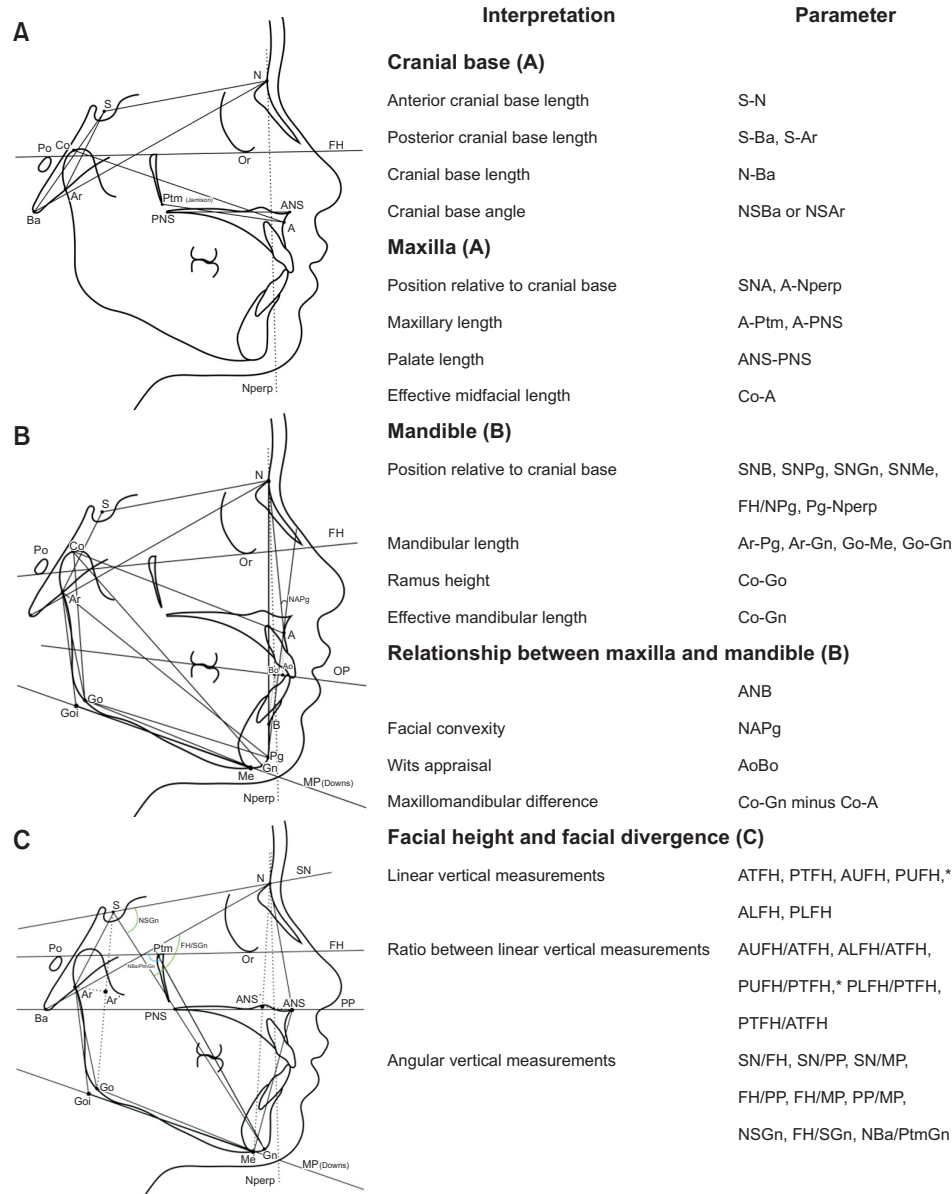 Interpretation Parameter
A
Cranial base (A)
Anterior cranial base length S-N
Posterior cranial base length S-Ba, S-Ar
Cranial base length N-Ba
Cranial base angle NSBa or NSAr
Maxilla (A)
Position relative to cranial base SNA, A-Nperp
Maxillary length A-Ptm, A-PNS
Palate length ANS-PNS
Effective midfacial length Co-A
N
S
Po Co
FH
Or
Ar
Ptm (Jamison)
ANS
Ba
PNS
A
Nperp
B
Mandible (B)
Position relative to cranial base SNB, SNPg, SNGn, SNMe,
FH/NPg, Pg-Nperp
Mandibular length Ar-Pg, Ar-Gn, Go-Me, Go-Gn
Ramus height Co-Go
Effective mandibular length Co-Gn
Relationship between maxilla and mandible (B)
ANB
Facial convexity NAPg
Wits appraisal AoBo
Maxillomandibular difference Co-Gn minus Co-A
N
S
FH
Po
Co
Or
Ar
NAPg
A
Bo Ao
OP
Go
Goi
B
Pg
Me Gn
MP (Downs)
Nperp
C
Facial height and facial divergence (C)
Linear vertical measurements ATFH, PTFH, AUFH, PUFH,*
ALFH, PLFH
Ratio between linear vertical measurements AUFH/ATFH, ALFH/ATFH,
PUFH/PTFH,* PLFH/PTFH,
PTFH/ATFH
Angular vertical measurements SN/FH, SN/PP, SN/MP,
FH/PP, FH/MP, PP/MP,
NSGn, FH/SGn, NBa/PtmGn
SN
N
S
NSGn
Po
Ptm
FH/SGn
FH
Or
NBa/PtmGn
Ar
Ar
ANS
ANS
PP
Ba
PNS
Go
Goi
Me
Gn
MP (Downs)
Nperp